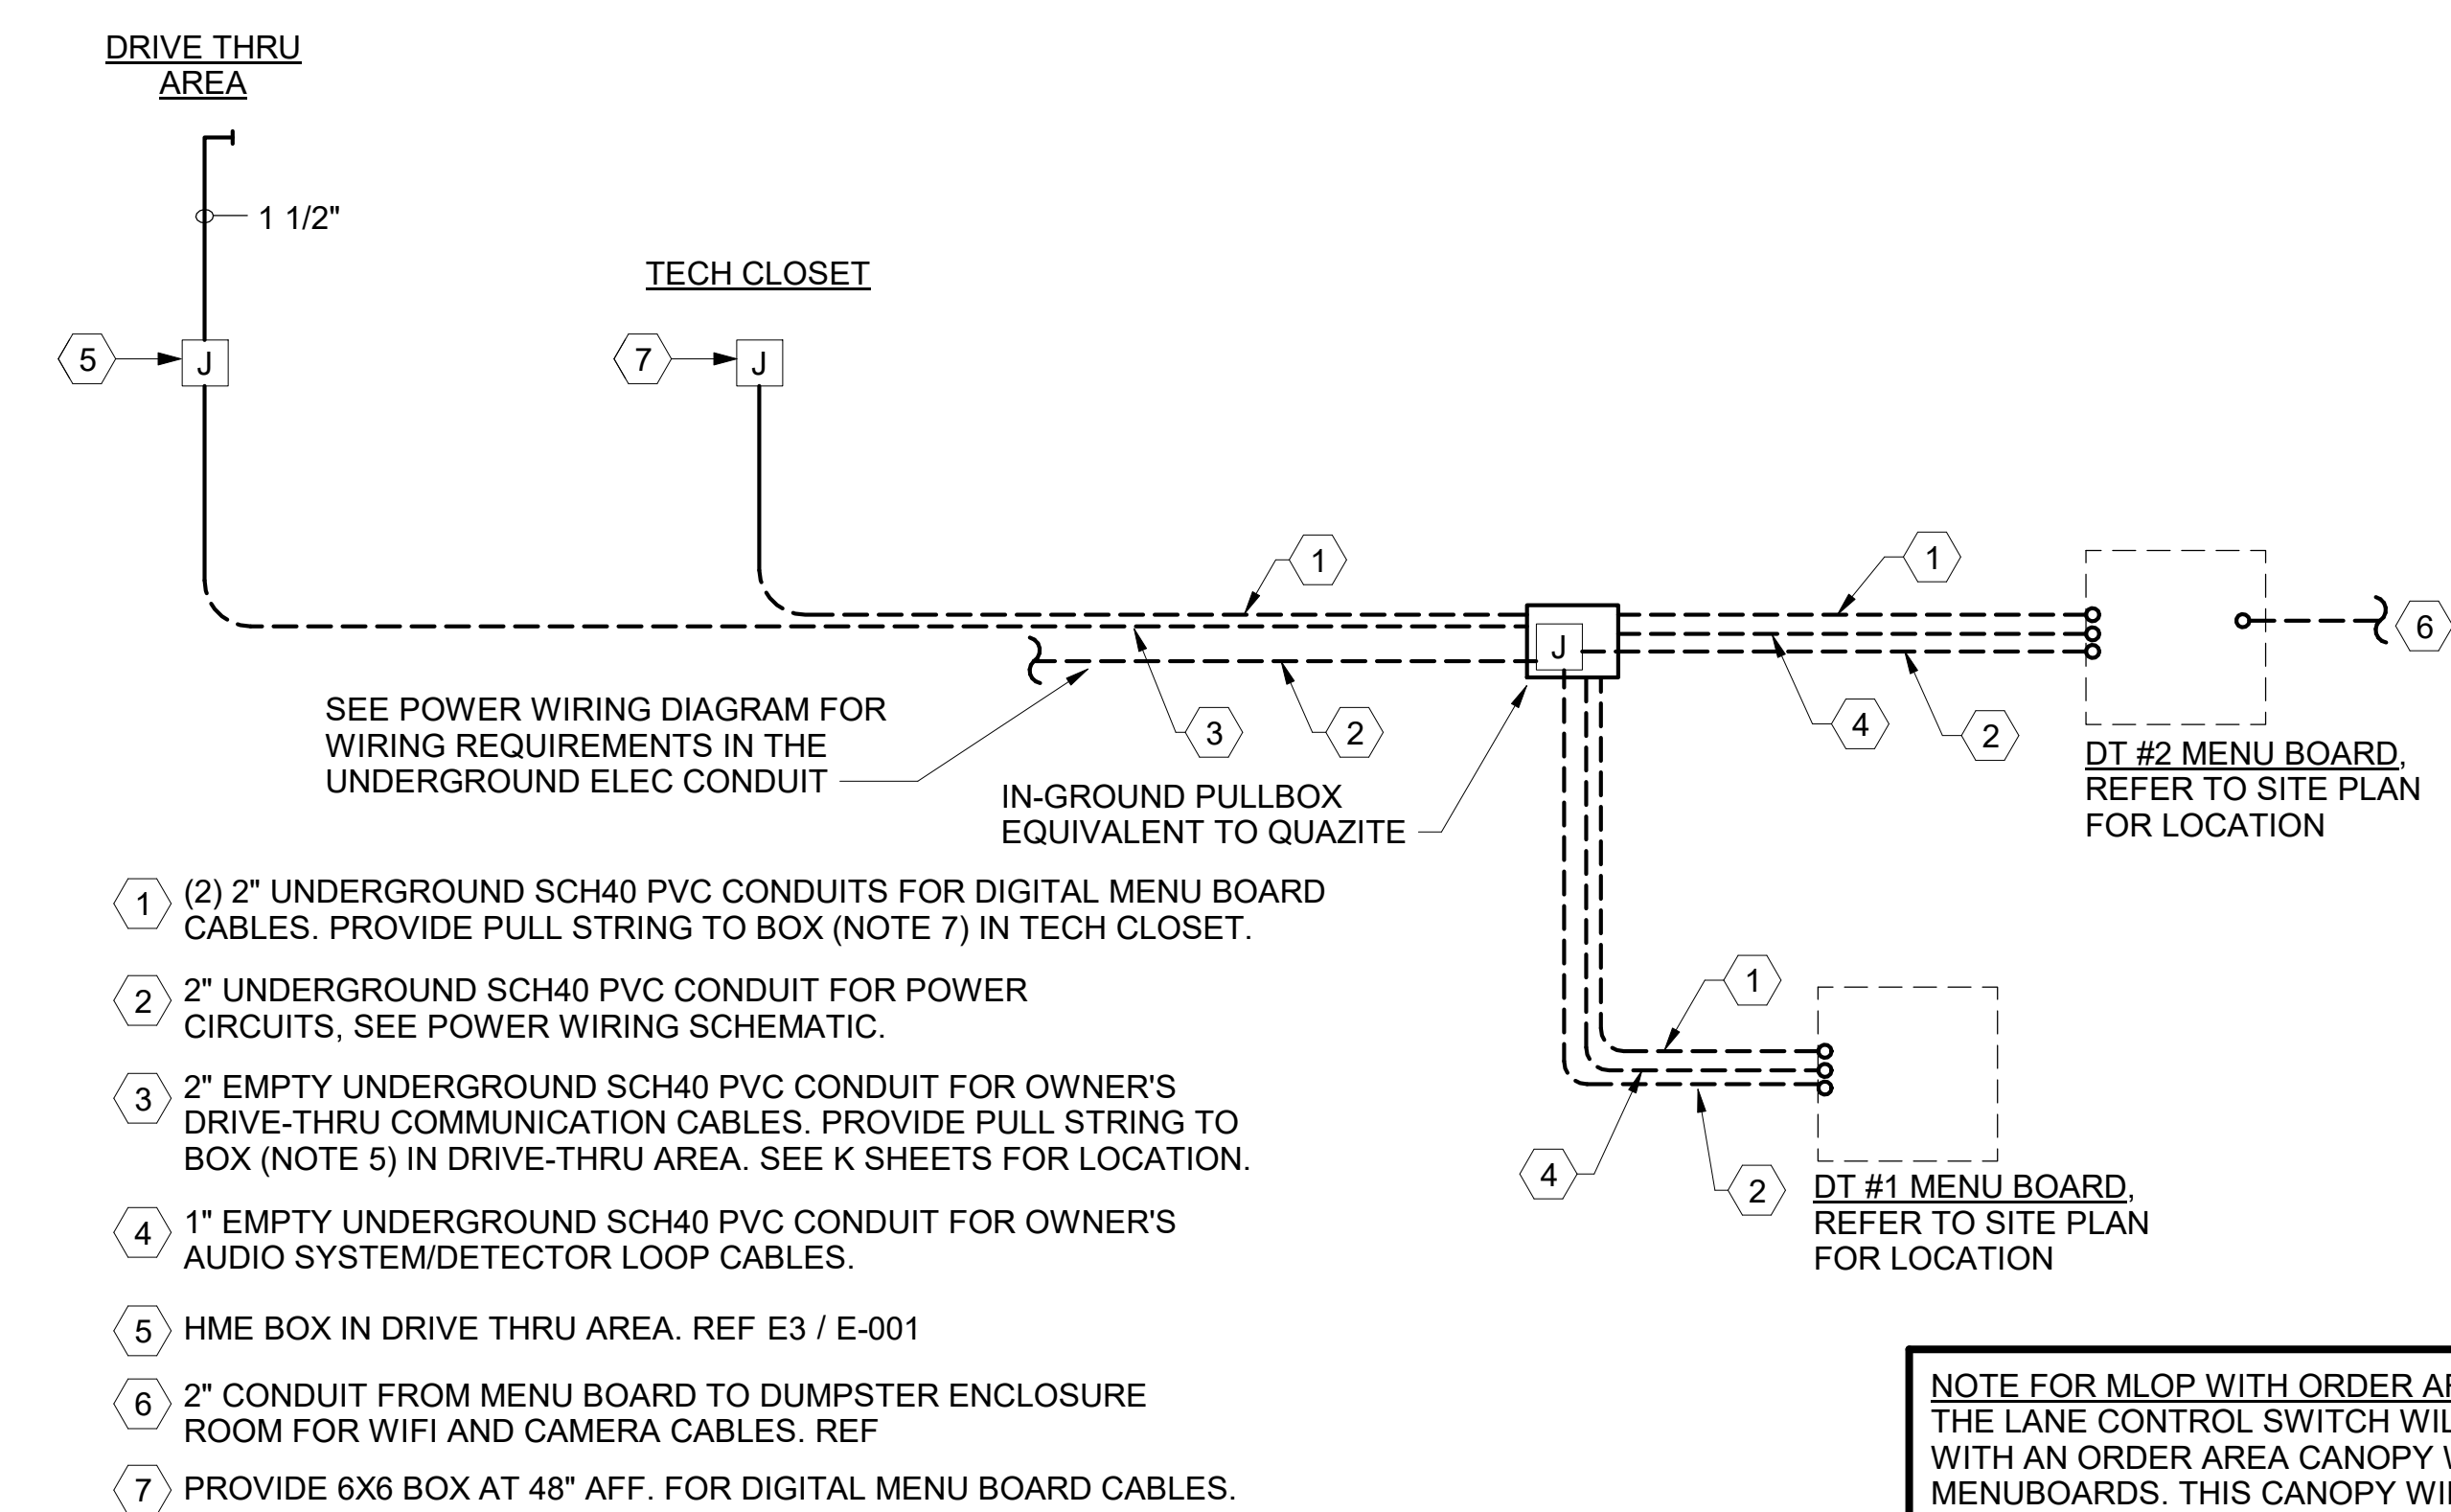 DRIVE THRU
AREA
1 1/2"
TECH CLOSET
5
J
7
J
1
1
6
J
SEE POWER WIRING DIAGRAM FOR
WIRING REQUIREMENTS IN THE
UNDERGROUND ELEC CONDUIT
3
2
4
2
IN-GROUND PULLBOX
EQUIVALENT TO QUAZITE
DT #2 MENU BOARD,
REFER TO SITE PLAN
FOR LOCATION
1
4
2
DT #1 MENU BOARD,
REFER TO SITE PLAN
FOR LOCATION
1 (2) 2" UNDERGROUND SCH40 PVC CONDUITS FOR DIGITAL MENU BOARD
CABLES. PROVIDE PULL STRING TO BOX (NOTE 7) IN TECH CLOSET.
2 2" UNDERGROUND SCH40 PVC CONDUIT FOR POWER
CIRCUITS, SEE POWER WIRING SCHEMATIC.
3 2" EMPTY UNDERGROUND SCH40 PVC CONDUIT FOR OWNER'S
DRIVE-THRU COMMUNICATION CABLES. PROVIDE PULL STRING TO
BOX (NOTE 5) IN DRIVE-THRU AREA. SEE K SHEETS FOR LOCATION.
4 1" EMPTY UNDERGROUND SCH40 PVC CONDUIT FOR OWNER'S
AUDIO SYSTEM/DETECTOR LOOP CABLES.
5 HME BOX IN DRIVE THRU AREA. REF E3 / E-001
6 2" CONDUIT FROM MENU BOARD TO DUMPSTER ENCLOSURE
ROOM FOR WIFI AND CAMERA CABLES. REF
7 PROVIDE 6X6 BOX AT 48" AFF. FOR DIGITAL MENU BOARD CABLES.
NOTE FOR MLOP WITH ORDER
THE LANE CONTROL SWITCH
WITH AN ORDER AREA CANOPY
MENUBOARDS. THIS CANOPY